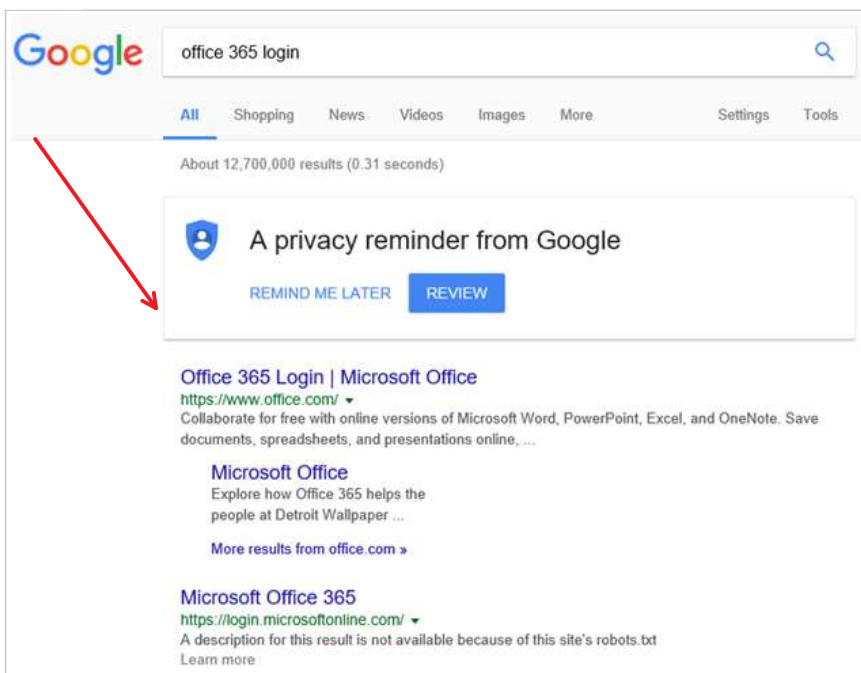 Google
office 365 login
All Shopping News Videos Images More Settings Tools
About 12,700,000 results (0.31 seconds)
A privacy reminder from Google
REMIND ME LATER REVIEW
Office 365 Login | Microsoft Office
https://www.office.com/
Collaborate for free with online versions of Microsoft Word, PowerPoint, Excel, and OneNote. Save
documents, spreadsheets, and presentations online, ...
Microsoft Office
Explore how Office 365 helps the
people at Detroit Wallpaper ...
More results from office.com »
Microsoft Office 365
https://login.microsoftonline.com/
A description for this result is not available because of this site's robots.txt
Learn more